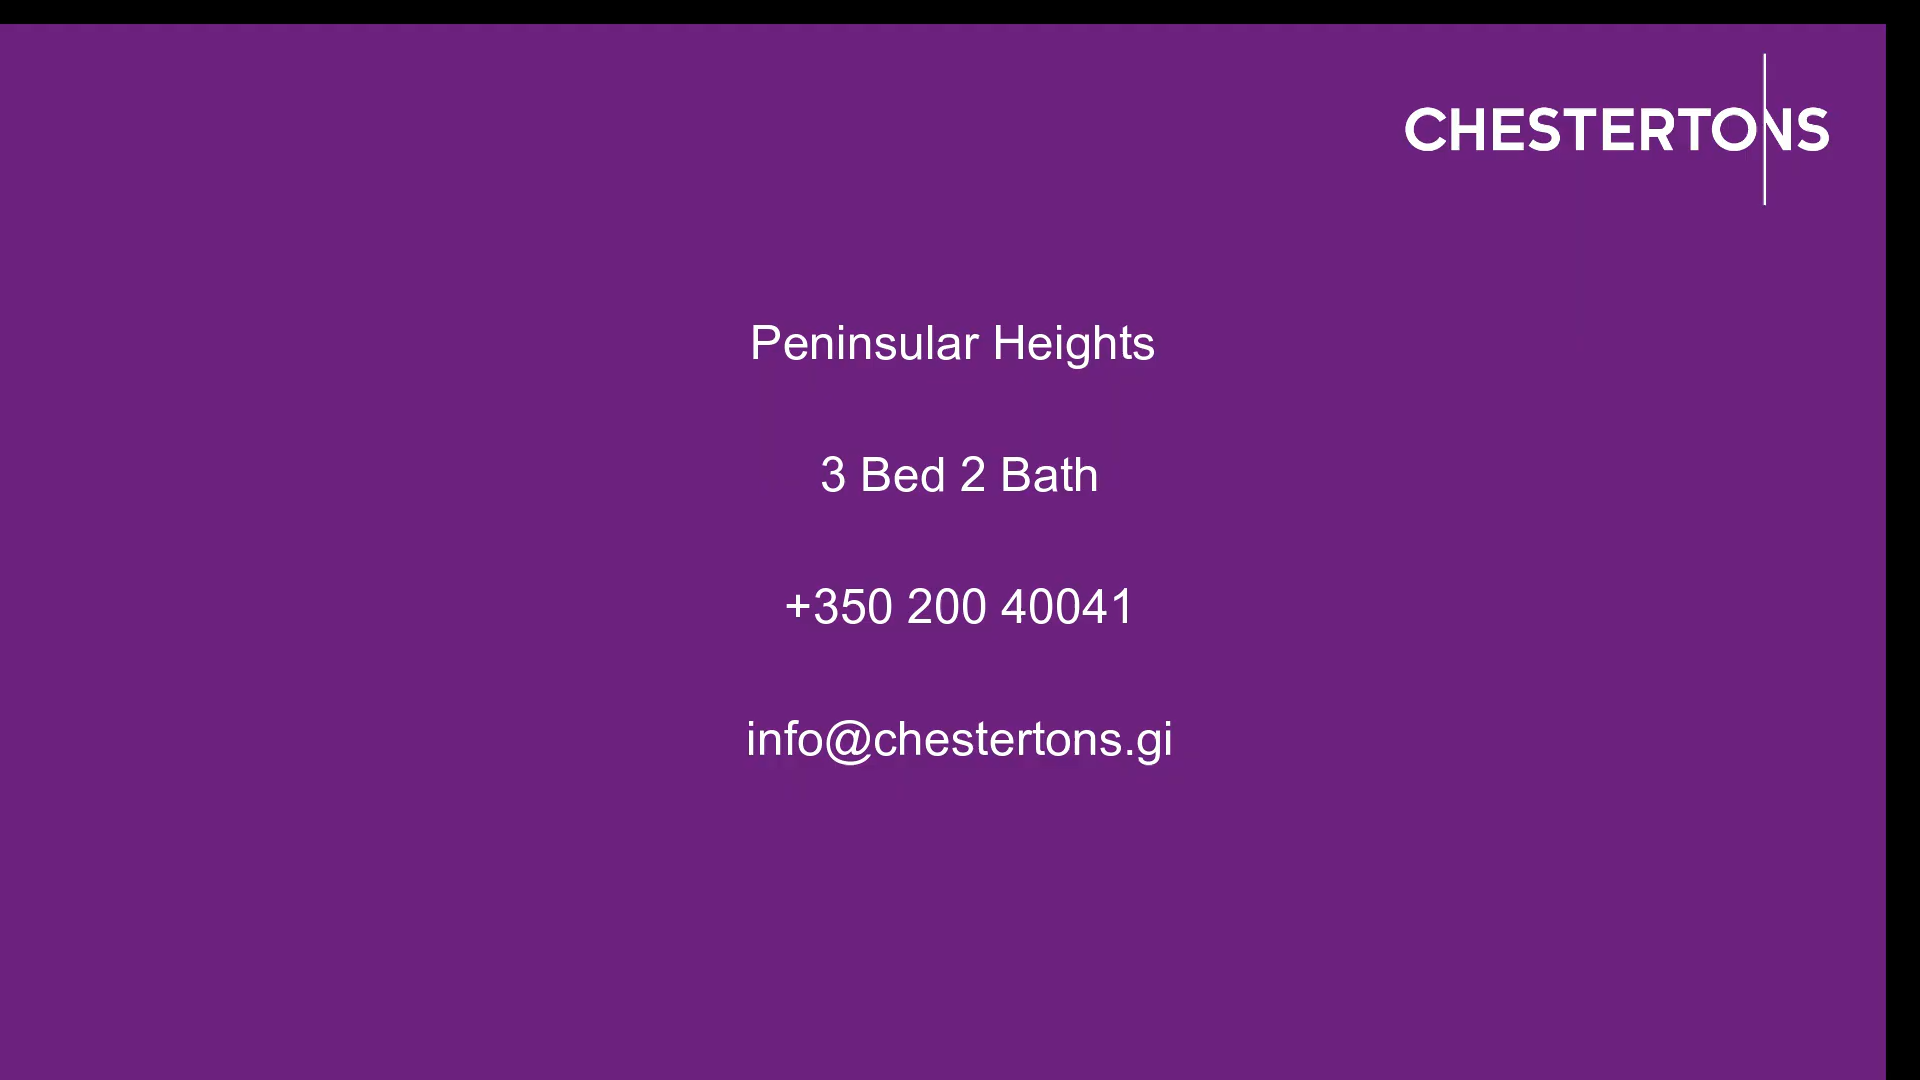 CHESTERTONS
Peninsular Heights
3 Bed 2 Bath
+350 200 40041
info@chestertons.gi